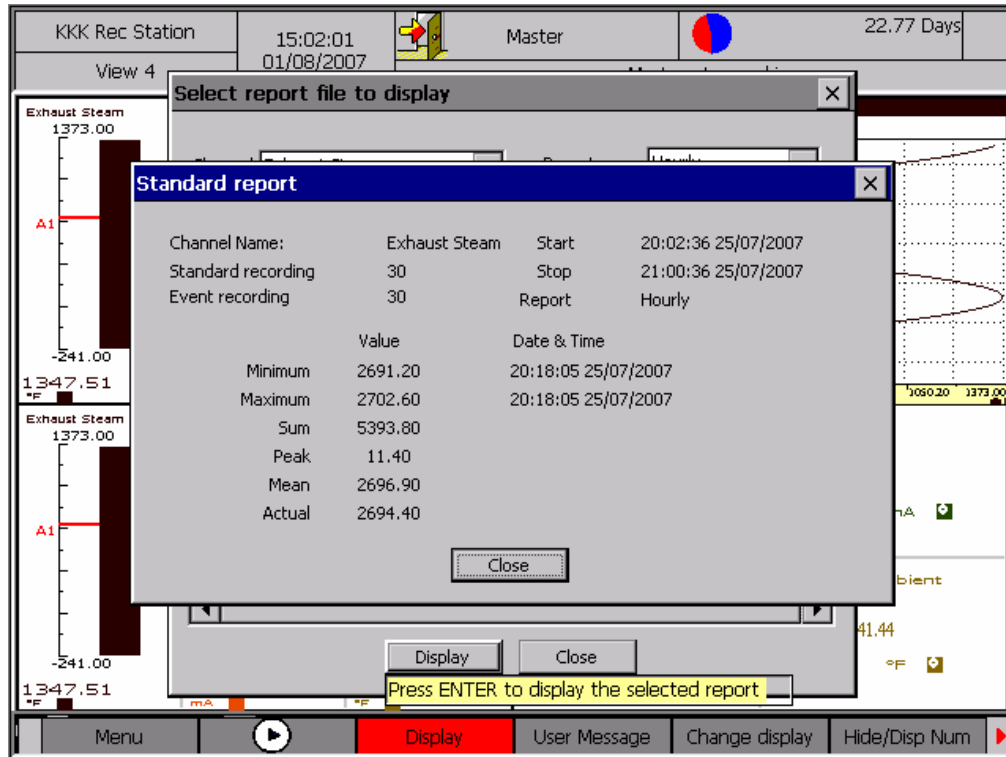 KKK Rec Station
15:02:01
Master
22.77 Days
View 4
01/08/2007
Select report file to display
Exhaust Steam
1373.00
A1
-241.00
1347.51
°F
Standard report
Channel Name: Exhaust Steam Start 20:02:36 25/07/2007
Standard recording 30 Stop 21:00:36 25/07/2007
Event recording 30 Report Hourly
Value Date & Time
Minimum 2691.20 20:18:05 25/07/2007
Maximum 2702.60 20:18:05 25/07/2007
Sum 5393.80
Peak 11.40
Mean 2696.90
Actual 2694.40
Close
1050.20 1373.00
Exhaust Steam
1373.00
A1
-241.00
1347.51
°F
mA
°F
mA
bient
41.44
°F
Display Close
Press ENTER to display the selected report
Menu Display User Message Change display Hide/Disp Num